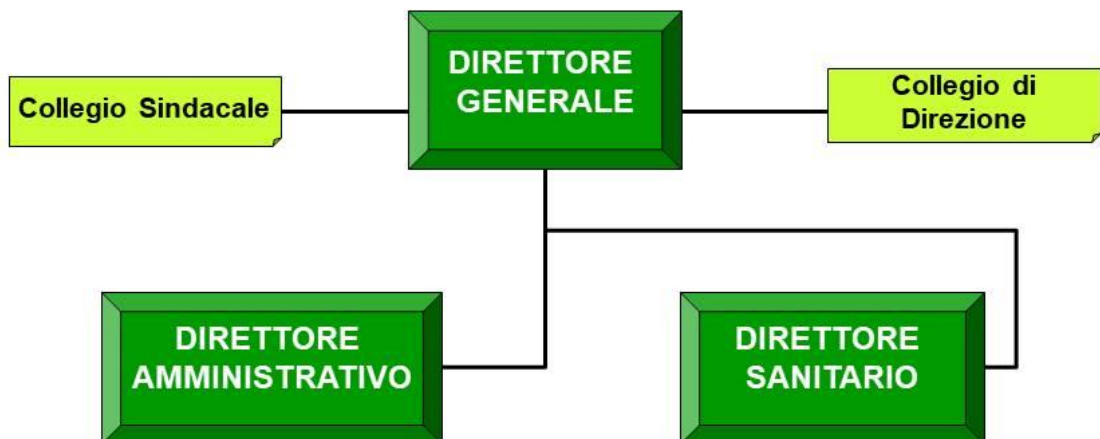 DIRETTORE
GENERALE
Collegio Sindacale
Collegio di
Direzione
DIRETTORE
AMMINISTRATIVO
DIRETTORE
SANITARIO